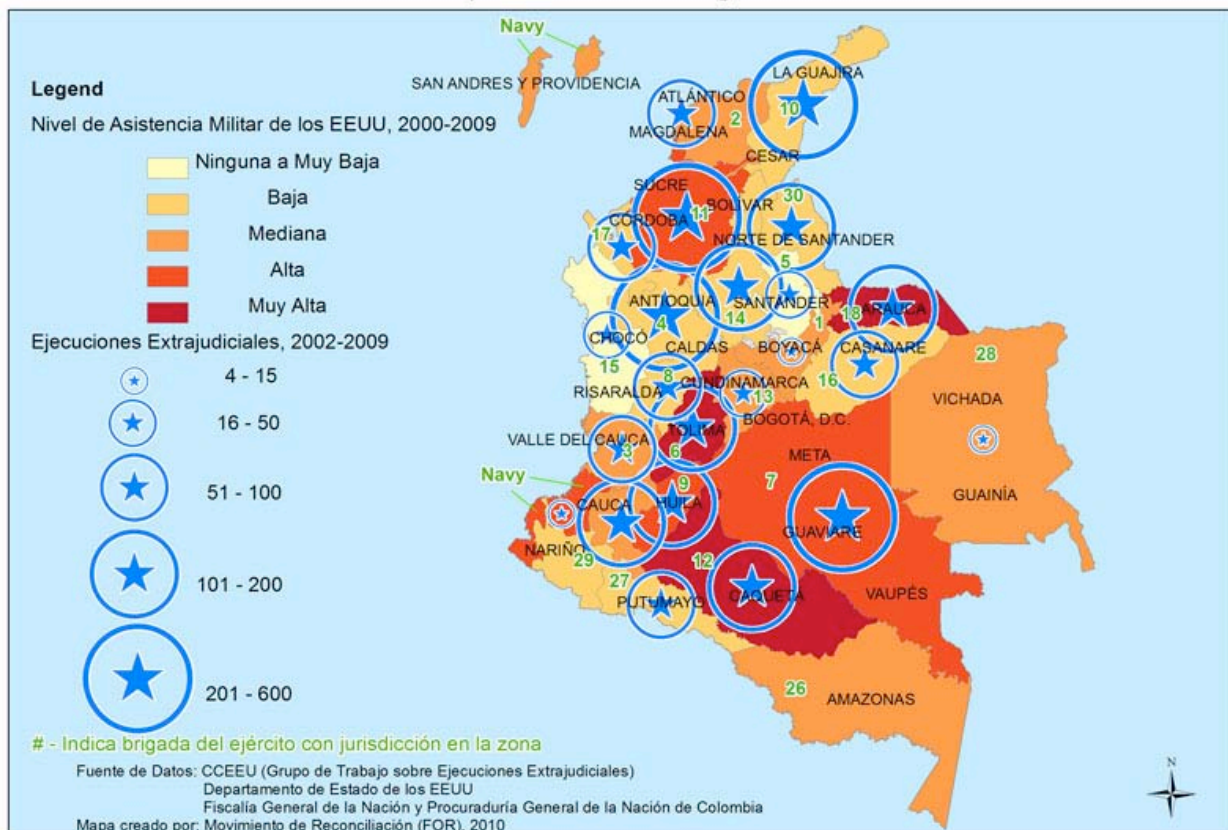 Legend
Nivel de Asistencia Militar de los EEUU, 2000-2009
Ninguna a Muy Baja
Baja
Mediana
Alta
Muy Alta
Ejecuciones Extrajudiciales, 2002-2009
4 - 15
16 - 50
51 - 100
101 - 200
201 - 600
# - Indica brigada del ejército con jurisdicción en la zona
Fuente de Datos: CCEEU (Grupo de Trabajo sobre Ejecuciones Extrajudiciales)
Departamento de Estado de los EEUU
Fiscalía General de la Nación y Procuraduría General de la Nación de Colombia
Mapa creado por: Movimiento de Reconciliación (FOR), 2010
Navy
SAN ANDRES Y PROVIDENCIA
LA GUAJIRA
ATLÁNTICO
10
2
MAGDALENA
CESAR
SUCRE
30
BOLÍVAR
11
CÓRDOBA
17
NORTE DE SANTANDER
5
ANTIOQUIA
SANTANDER
4
14
1
18
ARAUCA
CHOCÓ
CALDAS
BOYACÁ
CASANARE
15
28
8
16
RISARALDA
CUNDINAMARCA
13
VICHADA
BOGOTÁ, D.C.
TOLIMA
VALLE DEL CAUCA
3
6
META
Navy
9
7
GUAINÍA
CAUCA
HUILA
GUAVIARE
NARIÑO
29
12
27
CAQUETÁ
VAUPÉS
PUTUMAYO
26
AMAZONAS
N